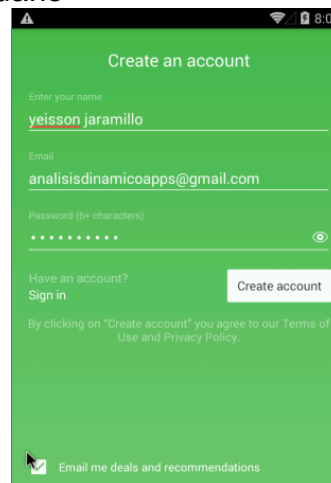 8:0
Create an account
Enter your name
yeisson jaramillo
Email
analisisdinamicoapps@gmail.com
Password (6+ characters)
••••••••••
Have an account?
Sign in
Create account
By clicking on "Create account" you agree to our Terms of
Use and Privacy Policy.
Email me deals and recommendations